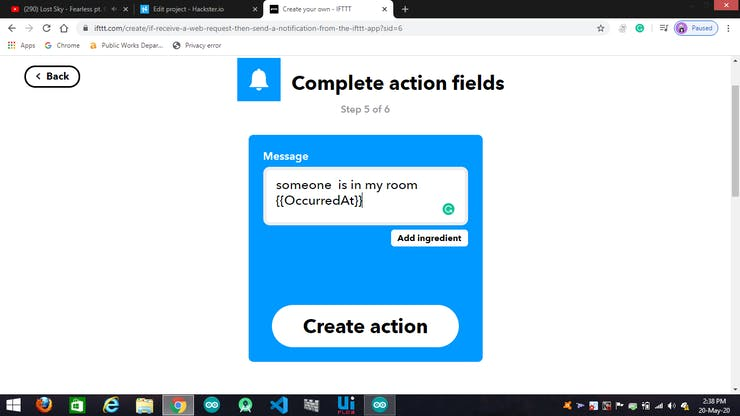 (290) Lost Sky - Fearless pt.
Edit project - Hackster.io
Create your own - IFTTT
ifttt.com/create/if-receive-a-web-request-then-send-a-notification-from-the-ifttt-app?sid=6
Paused
Apps
Chrome
Public Works Depar...
Privacy error
Back
Complete action fields
Step 5 of 6
Message
someone  is in my room
{{OccurredAt}}
Add ingredient
Create action
Ui
2:38 PM
20-May-20